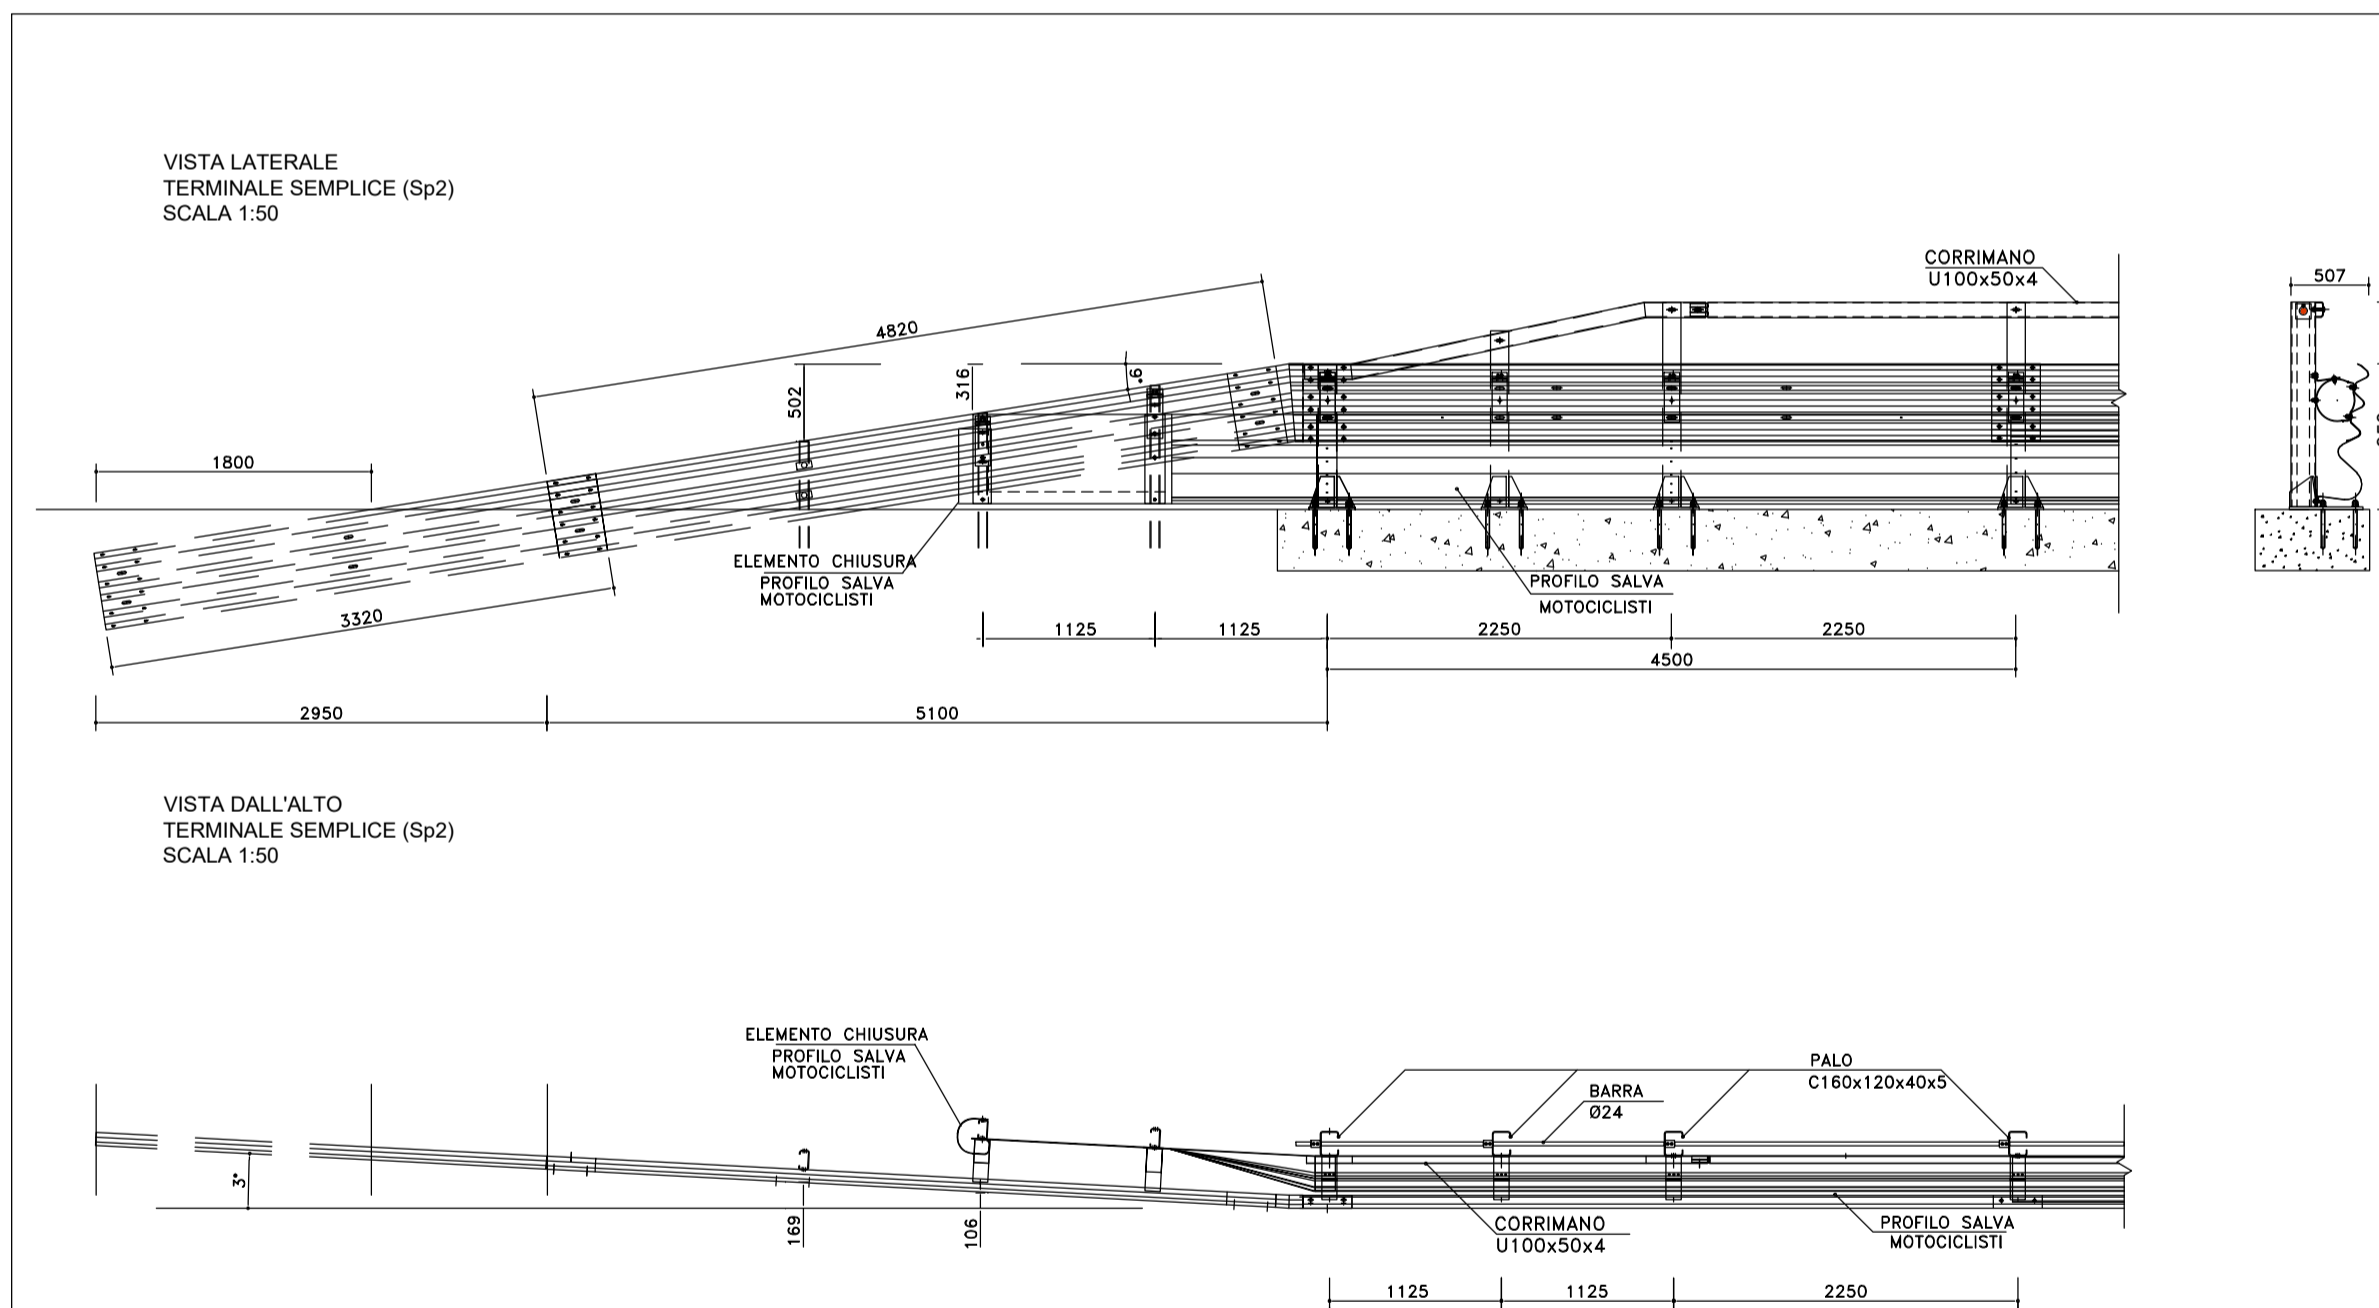 VISTA LATERALE
TERMINALE SEMPLICE (Sp2)
SCALA 1:50
CORRIMANO
U100x50x4
507
4820
316
502
1800
ELEMENTO CHIUSURA
PROFILO SALVA
MOTOCICLISTI
PROFILO SALVA
MOTOCICLISTI
3320
1125
1125
2250
2250
4500
2950
5100
VISTA DALL'ALTO
TERMINALE SEMPLICE (Sp2)
SCALA 1:50
ELEMENTO CHIUSURA
PROFILO SALVA
MOTOCICLISTI
PALO
C160x120x40x5
BARRA
Ø24
3°
169
106
CORRIMANO
U100x50x4
PROFILO SALVA
MOTOCICLISTI
1125
1125
2250